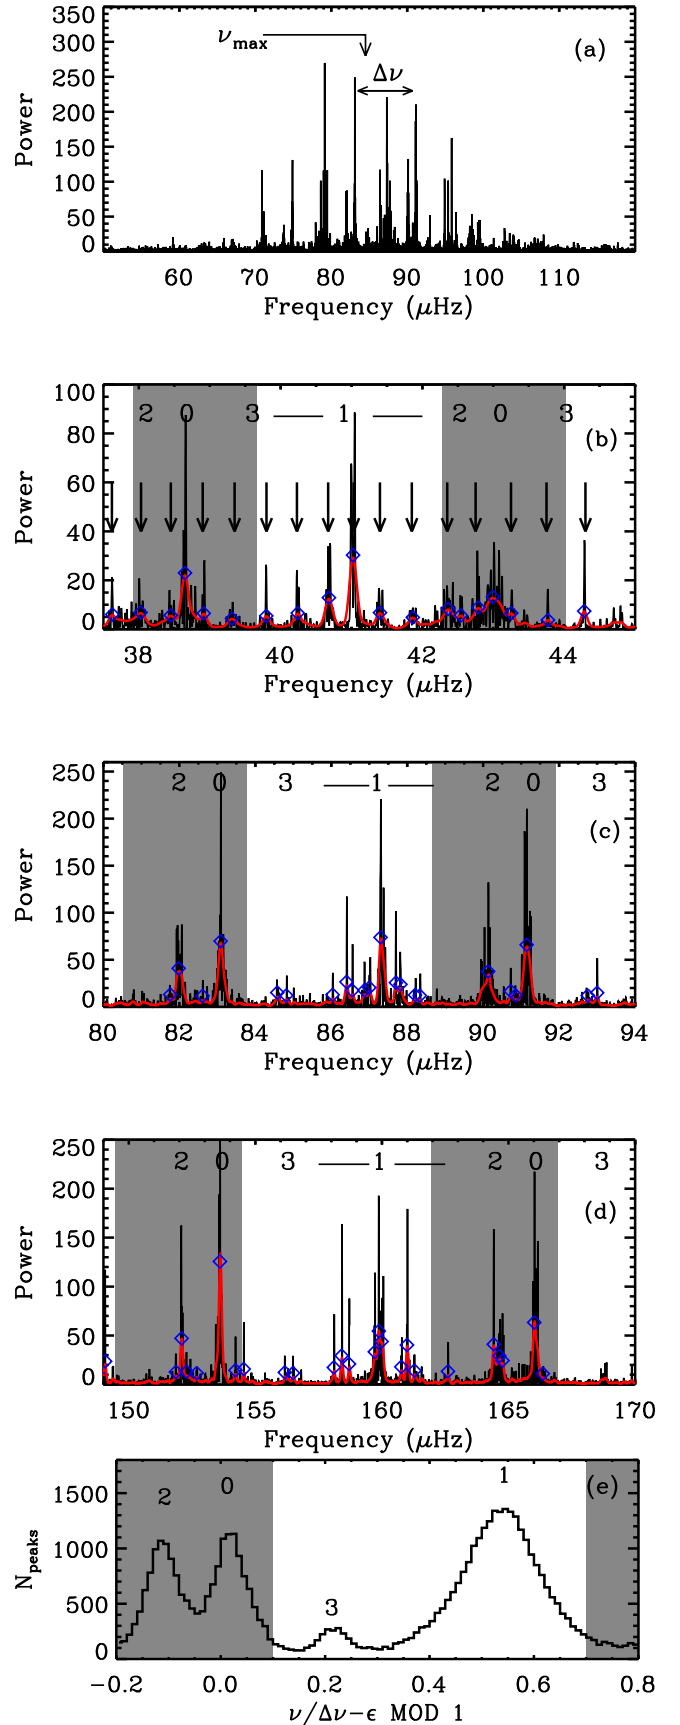 350
300
250
200
150
100
50
0
Power
ν max
Δν
(a)
60 70 80 90 100 110
Frequency (μHz)
100
80
60
40
20
0
Power
2 0 3 1 2 0 3
(b)
38 40 42 44
Frequency (μHz)
250
200
150
100
50
0
Power
2 0 3 1 2 0 3
(c)
80 82 84 86 88 90 92 94
Frequency (μHz)
250
200
150
100
50
0
Power
2 0 3 1 2 0 3
(d)
150 155 160 165 170
Frequency (μHz)
1500
1000
500
0
N peaks
2 0 3 1
(e)
−0.2 0.0 0.2 0.4 0.6 0.8
ν/Δν−ϵ MOD 1